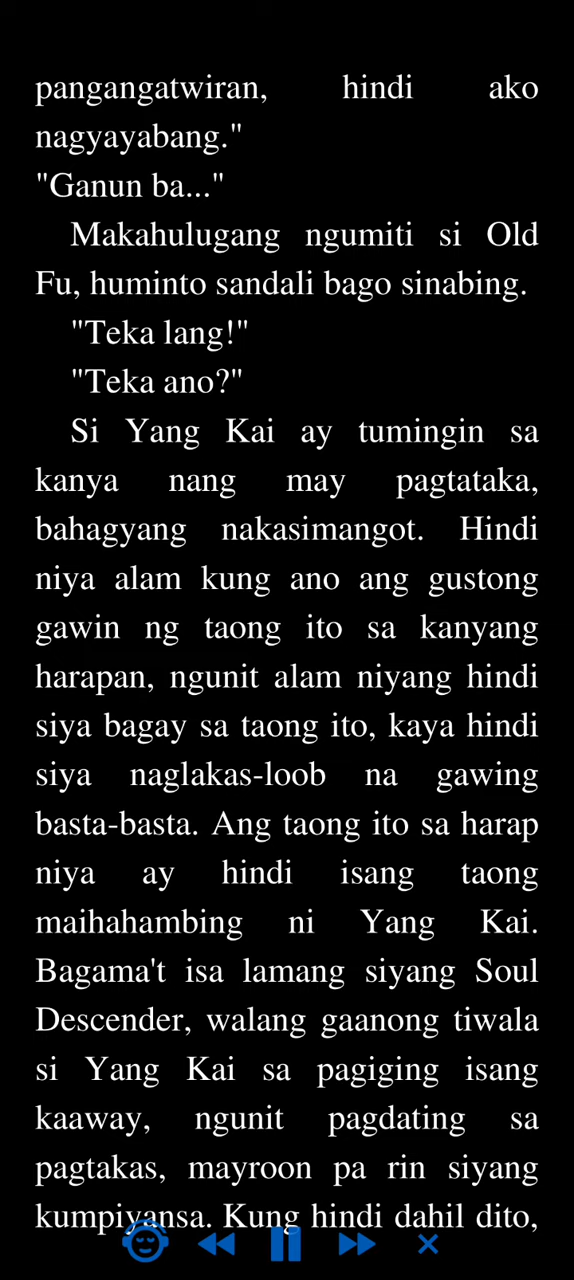 pangangatwiran, hindi ako
nagyayabang."
"Ganun ba..."
Makahulugang ngumiti si Old
Fu, huminto sandali bago sinabing.
"Teka lang!"
"Teka ano?"
Si Yang Kai ay tumingin sa
kanya nang may pagtataka,
bahagyang nakasimangot. Hindi
niya alam kung ano ang gustong
gawin ng taong ito sa kanyang
harapan, ngunit alam niyang hindi
siya bagay sa taong ito, kaya hindi
siya naglakas-loob na gawing
basta-basta. Ang taong ito sa harap
niya ay hindi isang taong
maihahambing ni Yang Kai.
Bagama't isa lamang siyang Soul
Descender, walang gaanong tiwala
si Yang Kai sa pagiging isang
kaaway, ngunit pagdating sa
pagtakas, mayroon pa rin siyang
kumpiyansa. Kung hindi dahil dito,